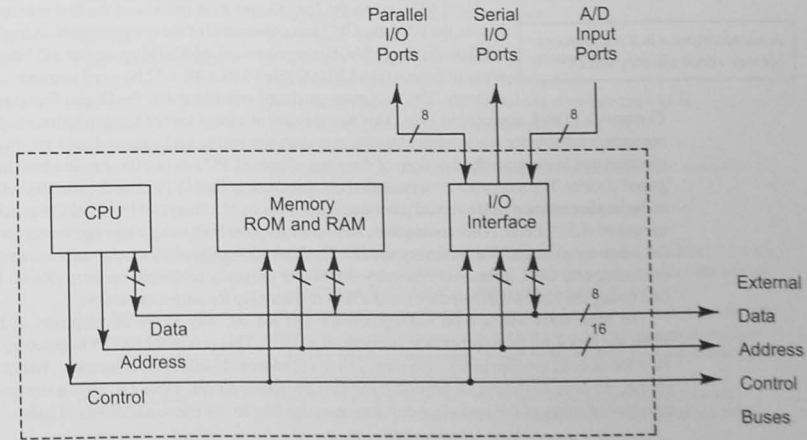 Parallel
I/O
Ports
Serial
I/O
Ports
A/D
Input
Ports
8
8
CPU
Memory
ROM and RAM
I/O
Interface
External
8
Data
Data
16
Address
Address
Control
Control
Buses